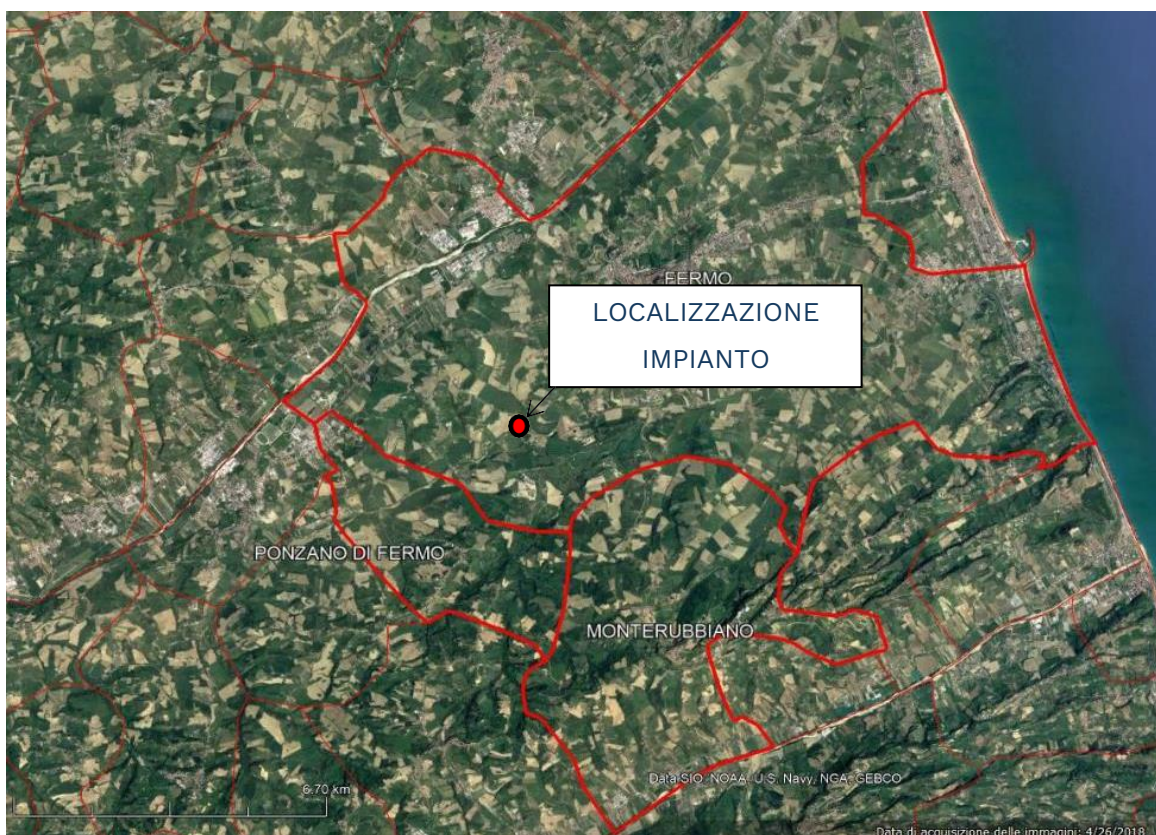 FERMO
LOCALIZZAZIONE
IMPIANTO
PONZANO DI FERMO
MONTERUBBIANO
Data SIO, NOAA, U.S. Navy, NGA, GEBCO
6.70 km
Data di acquisizione delle immagini: 4/26/2018